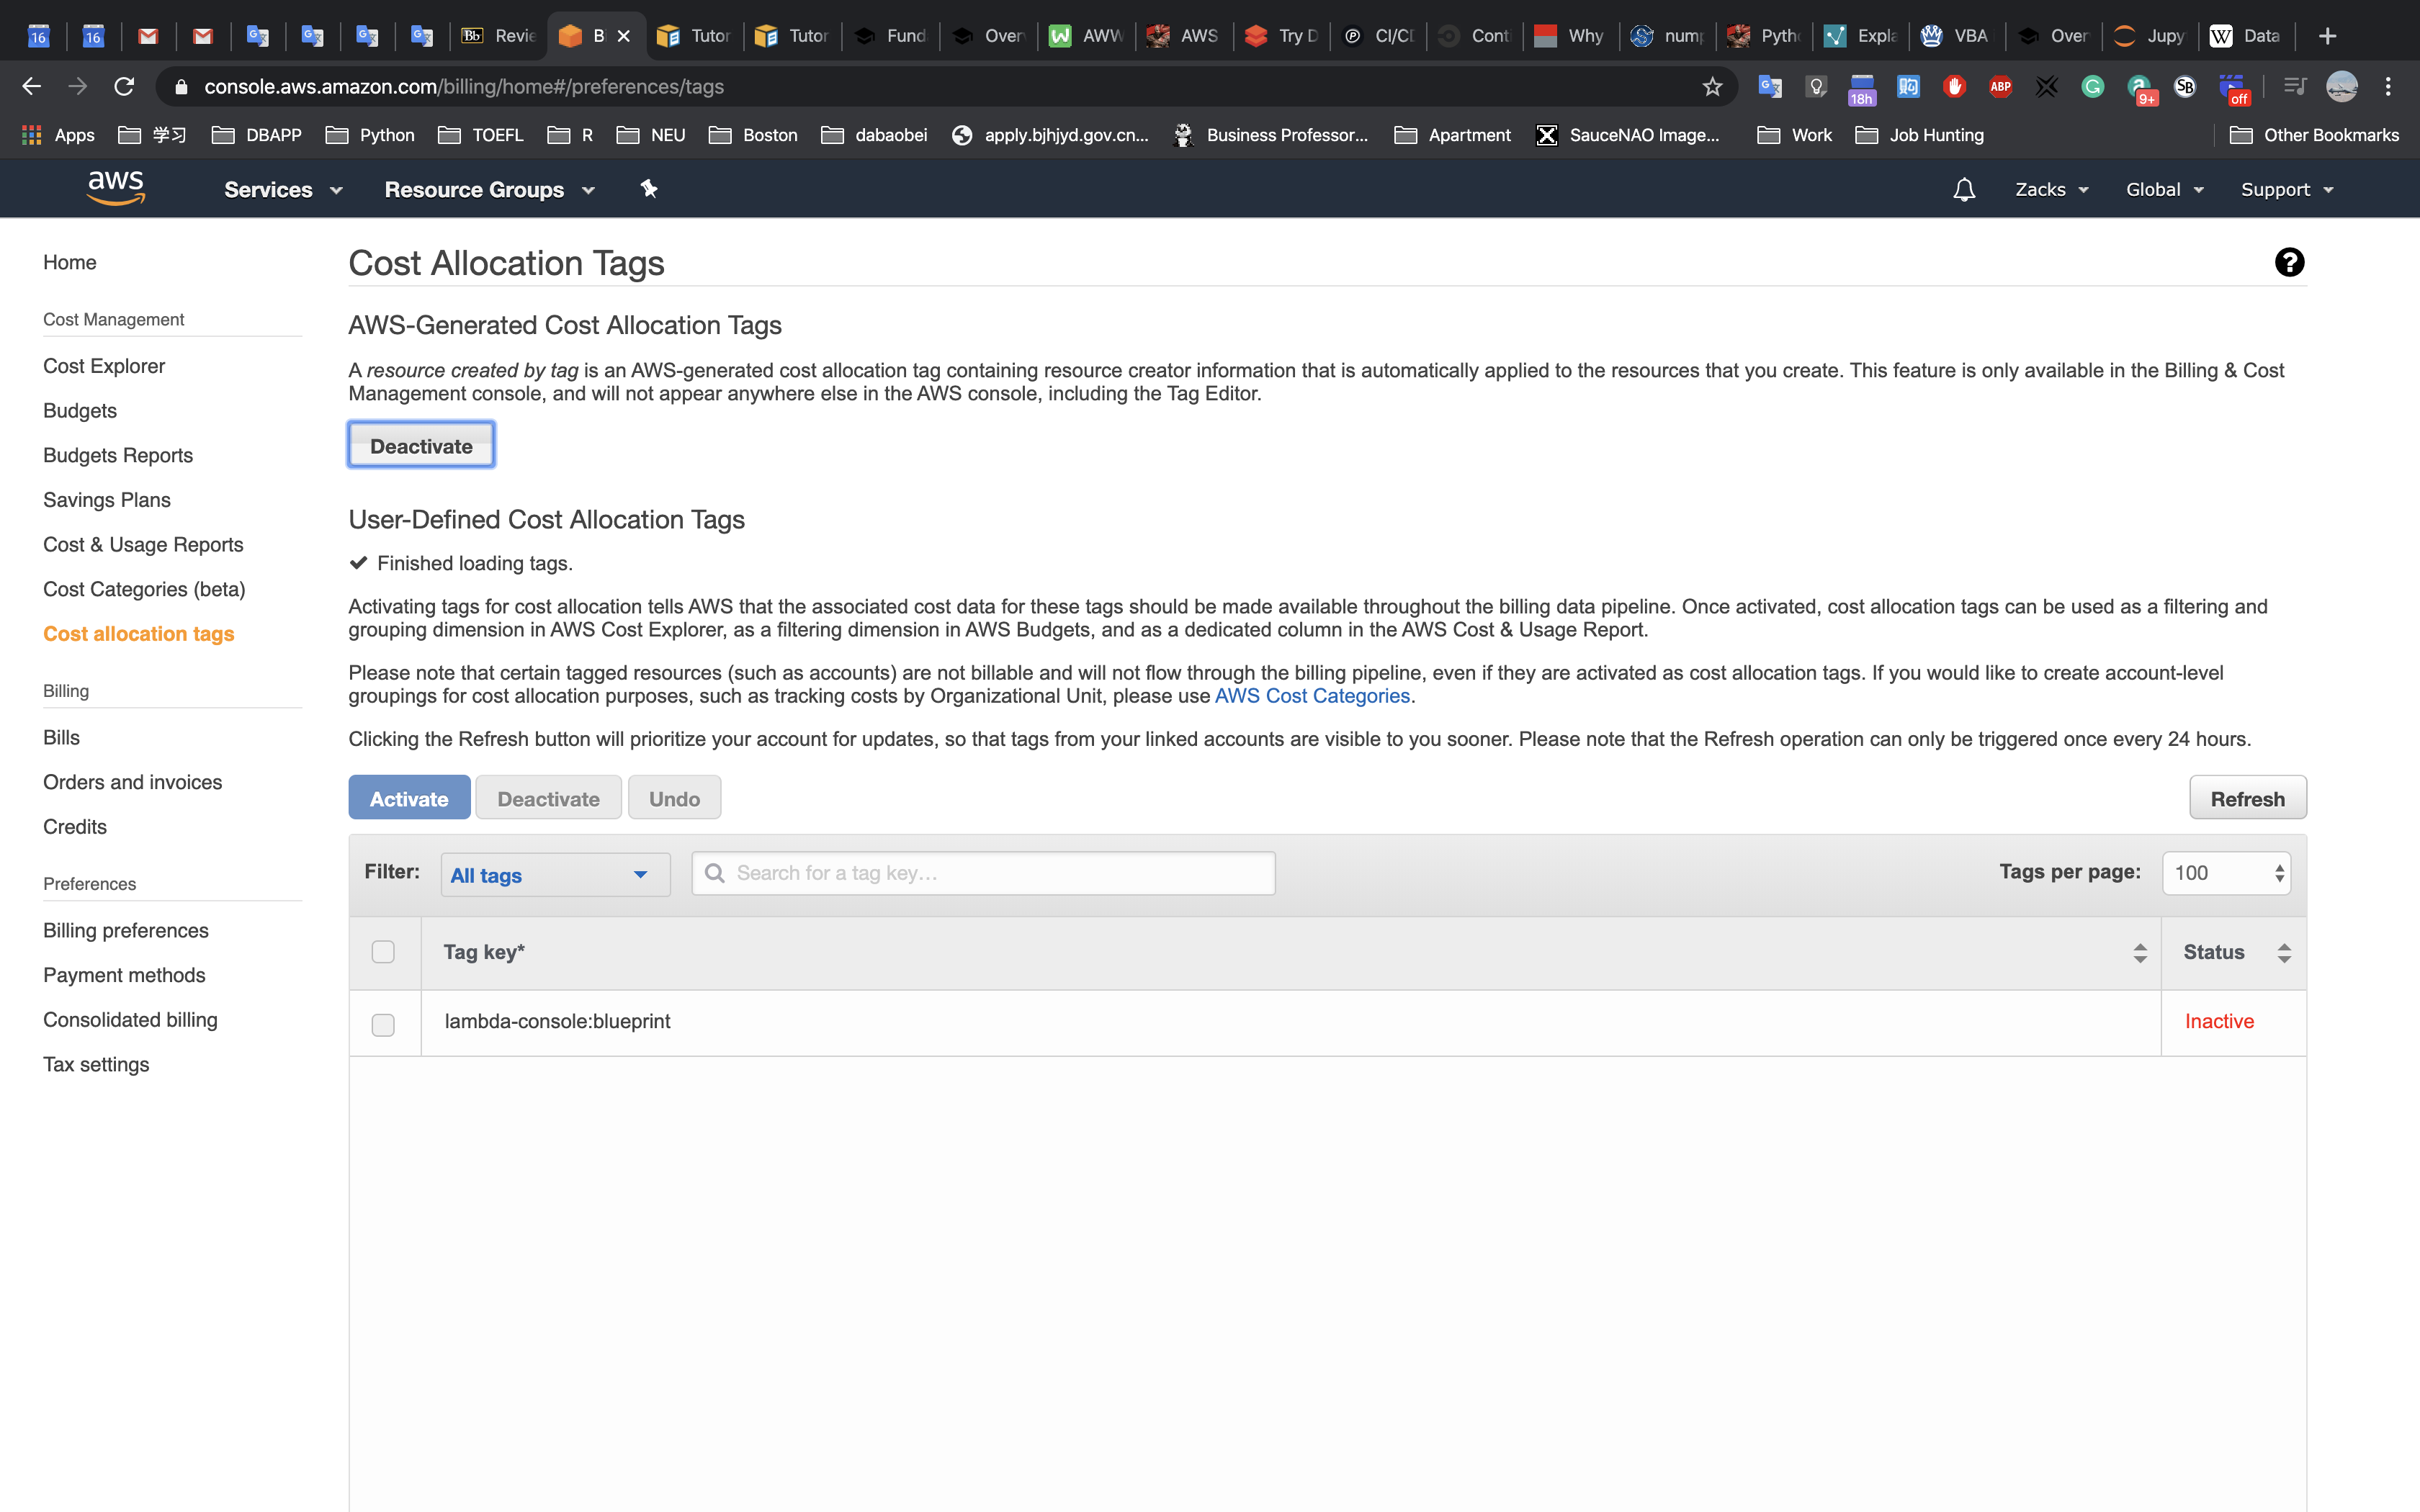 16
16
Bb Revie
B
Tutor
Tutor
Fund
Over
W AWW
AWS
Try D
P CI/CD
Cont
Why
num
Pyth
Expla
VBA
Over
Jupy
W Data
console.aws.amazon.com/billing/home#/preferences/tags
18h
购
ABP
G
a 9+
SB
off
Apps 学习 DBAPP Python TOEFL R NEU Boston dabaobei apply.bjhjyd.gov.cn... Business Professor... Apartment SauceNAO Image... Work Job Hunting Other Bookmarks
aws Services Resource Groups Zacks Global Support
Home
Cost Management
Cost Explorer
Budgets
Budgets Reports
Savings Plans
Cost & Usage Reports
Cost Categories (beta)
Cost allocation tags
Billing
Bills
Orders and invoices
Credits
Preferences
Billing preferences
Payment methods
Consolidated billing
Tax settings
Cost Allocation Tags
?
AWS-Generated Cost Allocation Tags
A resource created by tag is an AWS-generated cost allocation tag containing resource creator information that is automatically applied to the resources that you create. This feature is only available in the Billing & Cost
Management console, and will not appear anywhere else in the AWS console, including the Tag Editor.
Deactivate
User-Defined Cost Allocation Tags
Finished loading tags.
Activating tags for cost allocation tells AWS that the associated cost data for these tags should be made available throughout the billing data pipeline. Once activated, cost allocation tags can be used as a filtering and
grouping dimension in AWS Cost Explorer, as a filtering dimension in AWS Budgets, and as a dedicated column in the AWS Cost & Usage Report.
Please note that certain tagged resources (such as accounts) are not billable and will not flow through the billing pipeline, even if they are activated as cost allocation tags. If you would like to create account-level
groupings for cost allocation purposes, such as tracking costs by Organizational Unit, please use AWS Cost Categories.
Clicking the Refresh button will prioritize your account for updates, so that tags from your linked accounts are visible to you sooner. Please note that the Refresh operation can only be triggered once every 24 hours.
Activate Deactivate Undo Refresh
Filter: All tags Search for a tag key... Tags per page: 100
Tag key* Status
lambda-console:blueprint Inactive